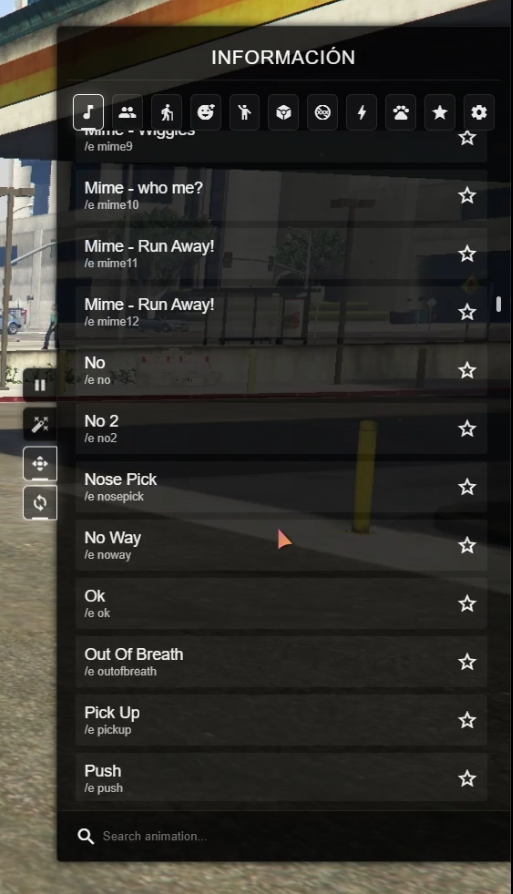 INFORMACIÓN
Mime - Wiggles
/e mime9
Mime - who me?
/e mime10
Mime - Run Away!
/e mime11
Mime - Run Away!
/e mime12
No
/e no
No 2
/e no2
Nose Pick
/e nosepick
No Way
/e noway
Ok
/e ok
Out Of Breath
/e outofbreath
Pick Up
/e pickup
Push
/e push
Search animation...